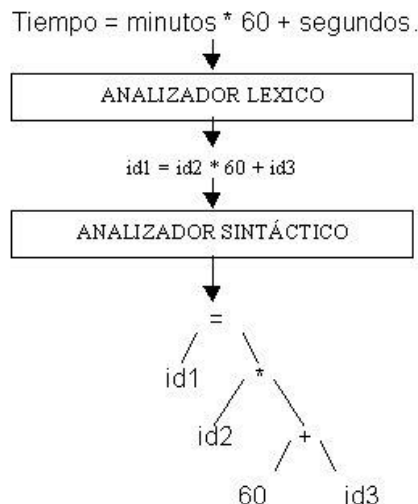 Tiempo = minutos * 60 + segundos.
ANALIZADOR LEXICO
id1 = id2 * 60 + id3
ANALIZADOR SINTÁCTICO
=
id1 *
id2 +
60 id3